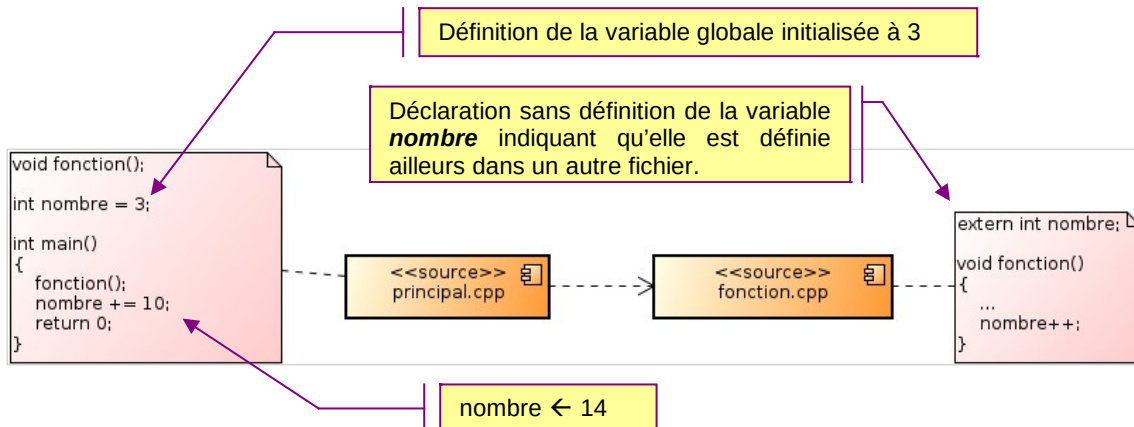 Définition de la variable globale initialisée à 3
Déclaration sans définition de la variable
nombre indiquant qu'elle est définie
ailleurs dans un autre fichier.
void fonction();
int nombre = 3;
int main()
{
fonction();
nombre += 10;
return 0;
}
<<source>>
principal.cpp
<<source>>
fonction.cpp
extern int nombre;
void fonction()
{
...
nombre++;
}
nombre ← 14